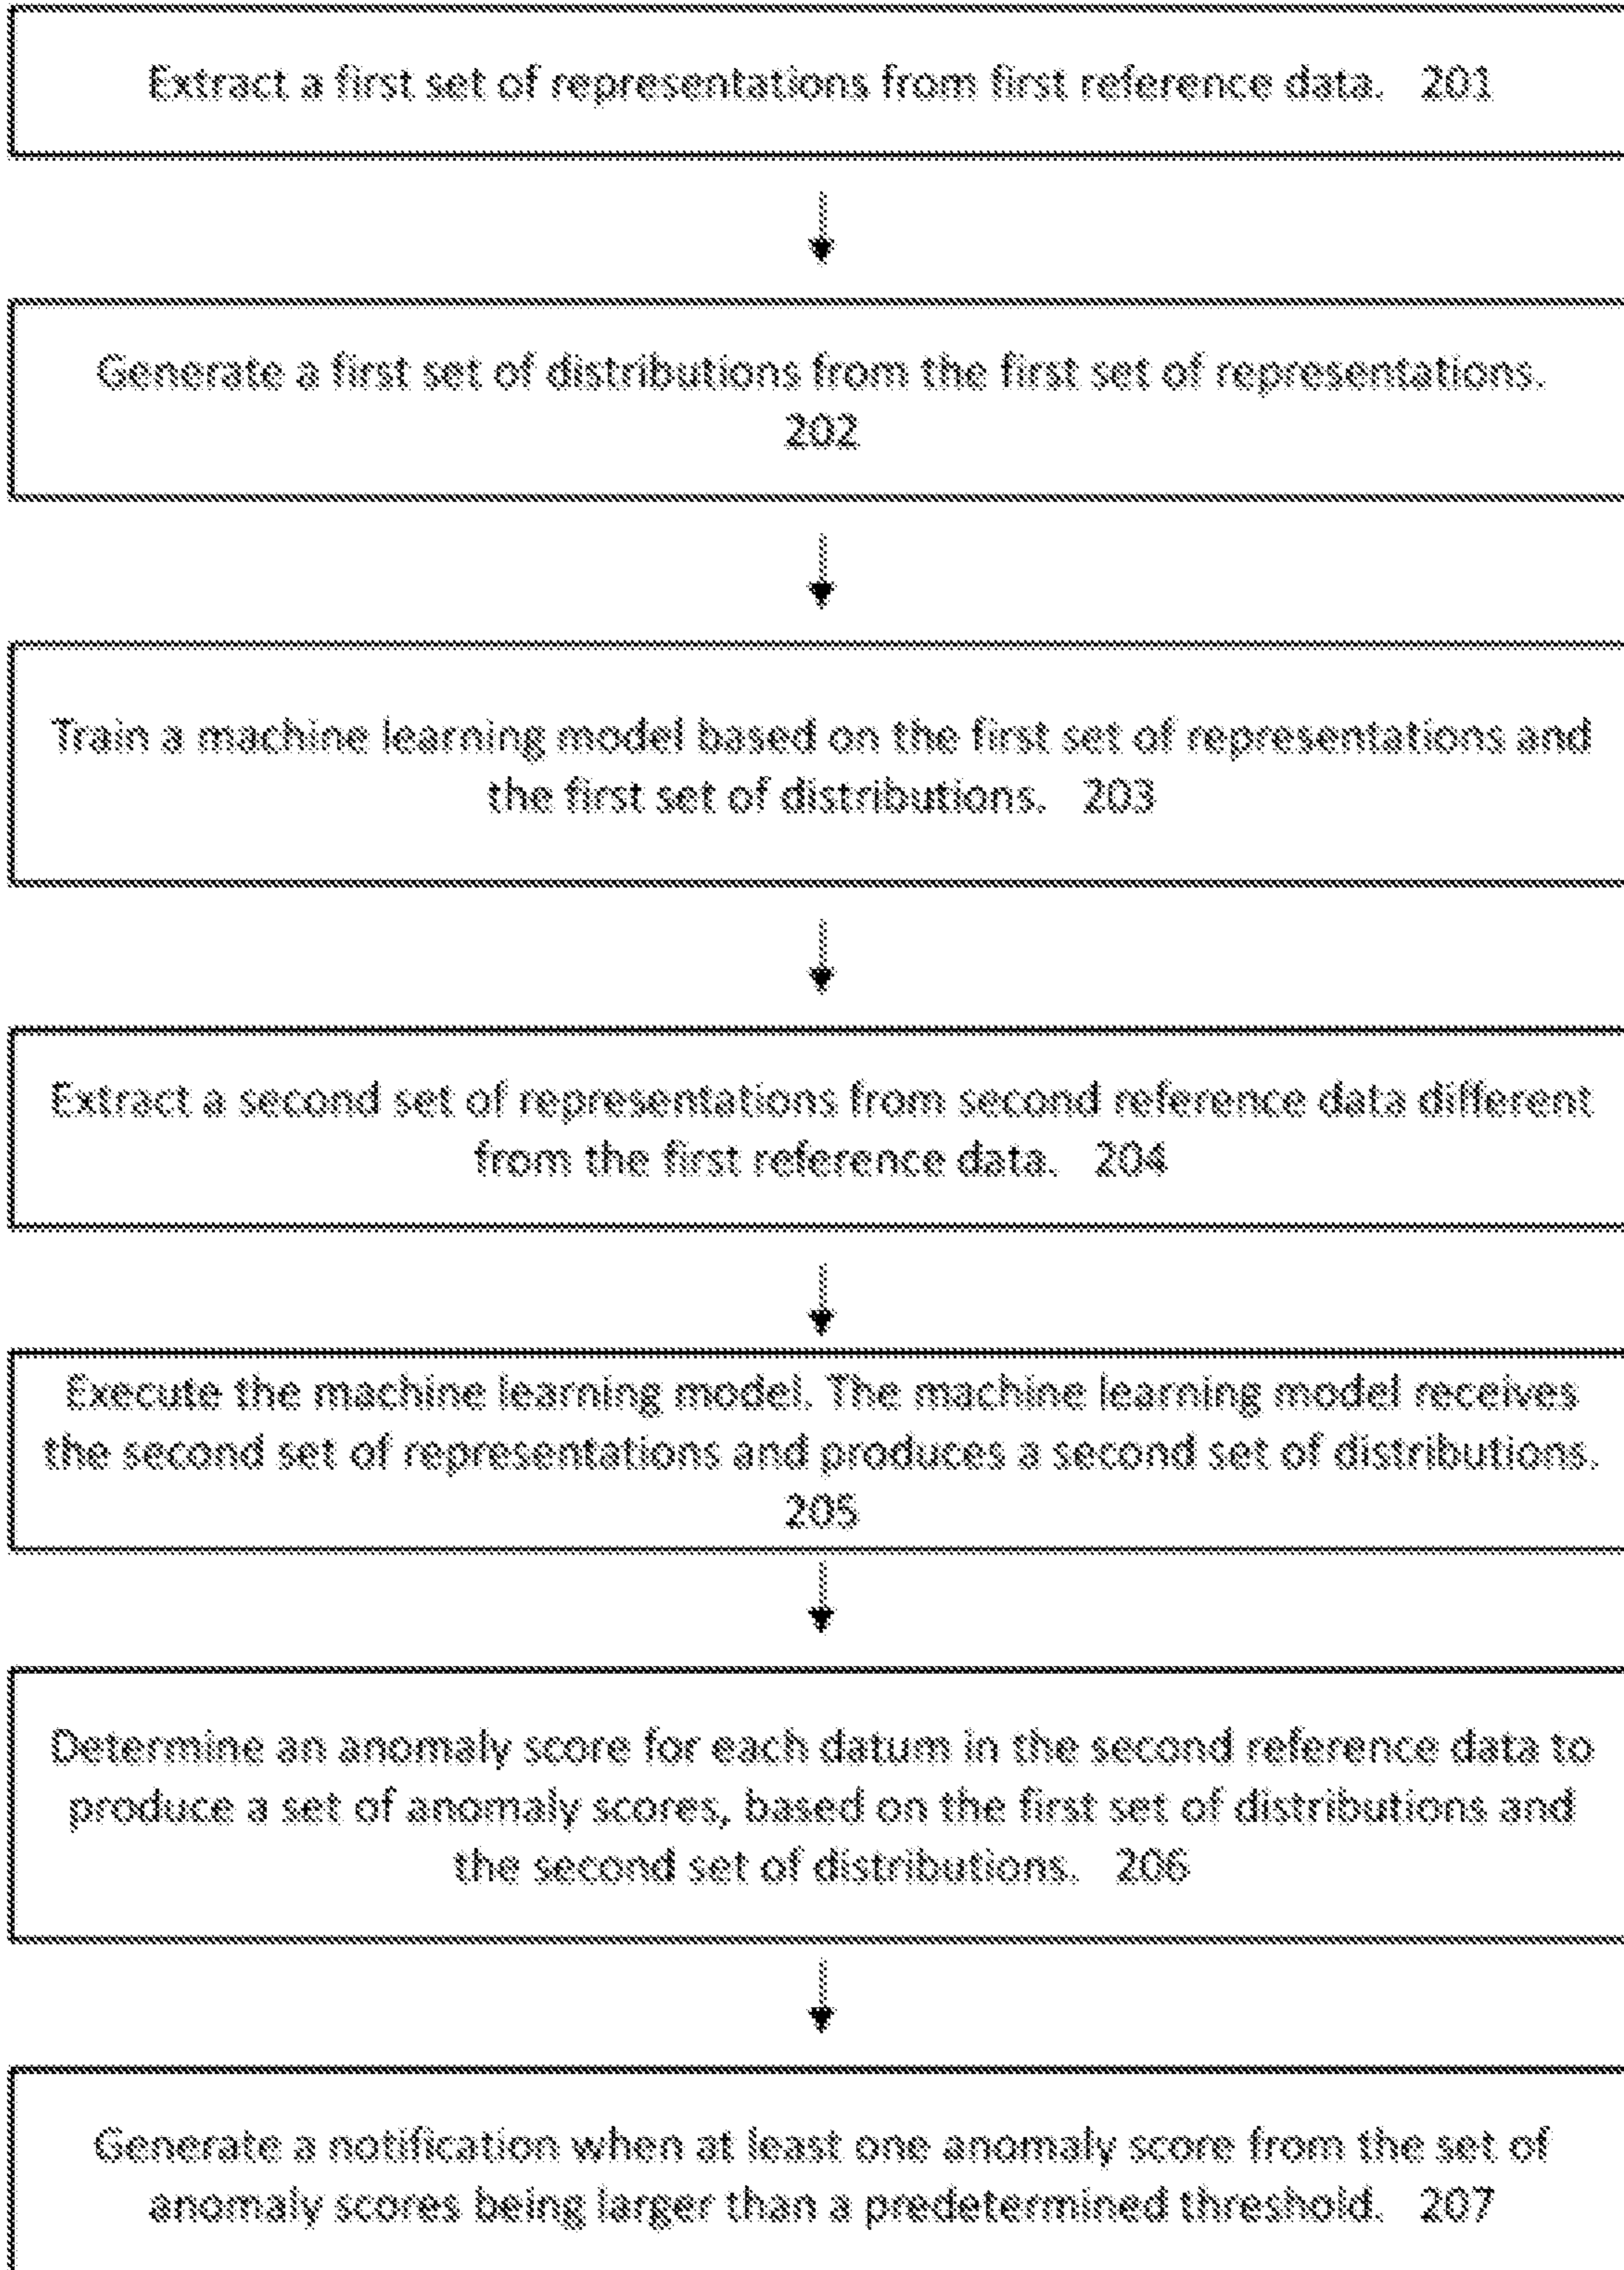 Extract a first set of representations from first reference data. 201
Generate a first set of distributions from the first set of representations.
202
Train a machine learning model based on the first set of representations and
the first set of distributions. 203
Extract a second set of representations from second reference data different
from the first reference data. 204
Execute the machine learning model. The machine learning model receives
the second set of representations and produces a second set of distributions.
205
Determine an anomaly score for each datum in the second reference data to
produce a set of anomaly scores, based on the first set of distributions and
the second set of distributions. 206
Generate a notification when at least one anomaly score from the set of
anomaly scores being larger than a predetermined threshold. 207